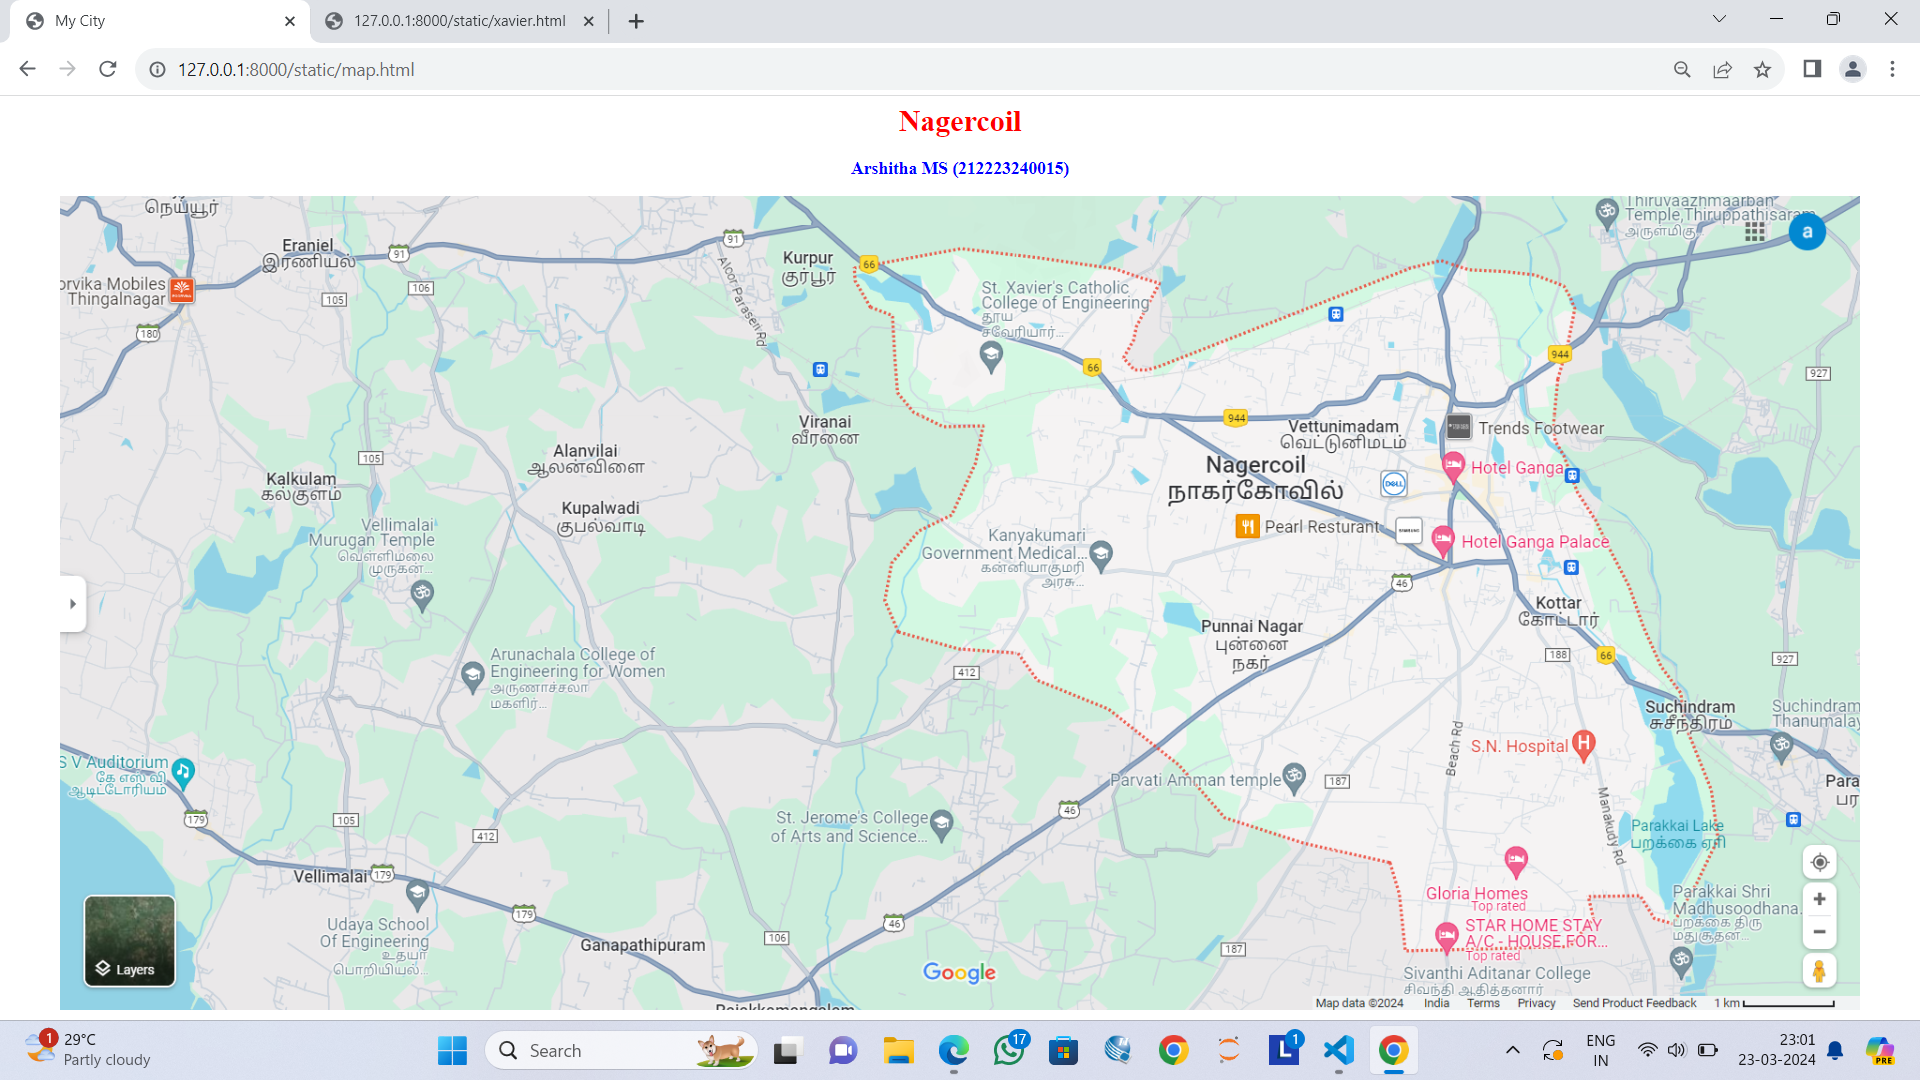 My City
127.0.0.1:8000/static/xavier.html
127.0.0.1:8000/static/map.html
Nagercoil
Arshitha MS (212223240015)
நெய்யூர்
Eraniel
இரணியல்
91
91
Kurpur
குர்பூர்
66
Thiruvaazhmaarban
Temple,Thiruppathisaram
அருள்மிகு...
a
orvika Mobiles
Thingalnagar
105
106
180
Aloor Paraseri Rd
St. Xavier's Catholic
College of Engineering
தூய
சவேரியார்...
66
944
927
944
Viranai
வீரனை
Vettunimadam
வெட்டுனிமடம்
Trends Footwear
Alanvilai
ஆலன்விளை
105
Kalkulam
கல்குளம்
Nagercoil
நாகர்கோவில்
DELL
Hotel Ganga
Kupalwadi
குபல்வாடி
Vellimalai
Murugan Temple
வெள்ளிமலை
முருகன்...
Pearl Resturant
Hotel Ganga Palace
Kanyakumari
Government Medical...
கன்னியாகுமரி
அரசு...
46
Kottar
கோட்டார்
Punnai Nagar
புன்னை
நகர்
188
66
927
Arunachala College of
Engineering for Women
அருணாச்சலா
மகளிர்...
412
Suchindram
சுசீந்திரம்
Suchindram
Thanumalay
Beach Rd
S.N. Hospital
S V Auditorium
கே எஸ் வி
ஆடிட்டோரியம்
Parvati Amman temple
187
Para
பர
179
105
412
46
St. Jerome's College
of Arts and Science...
Manakudy Rd
Parakkai Lake
பறக்கை ஏரி
Vellimalai
179
Gloria Homes
Top rated
Parakkai Shri
Madhusoodhana...
பறக்கை திரு
மதுசூதன...
179
Udaya School
Of Engineering
உதயா
பொறியியல்...
Ganapathipuram
106
46
187
STAR HOME STAY
A/C - HOUSE FOR...
Top rated
Layers
Google
Sivanthi Aditanar College
சிவந்தி ஆதித்தனார்
Rajakkamangalam
Map data ©2024 India Terms Privacy Send Product Feedback 1 km
1
29°C
Partly cloudy
Search
17
1
ENG
IN
23:01
23-03-2024
PRE